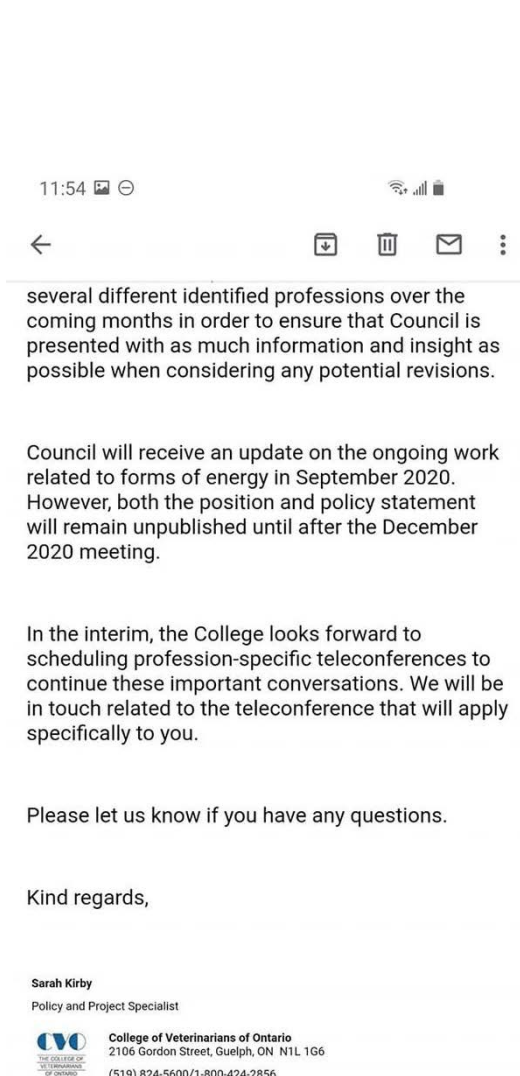 11:54
several different identified professions over the
coming months in order to ensure that Council is
presented with as much information and insight as
possible when considering any potential revisions.
Council will receive an update on the ongoing work
related to forms of energy in September 2020.
However, both the position and policy statement
will remain unpublished until after the December
2020 meeting.
In the interim, the College looks forward to
scheduling profession-specific teleconferences to
continue these important conversations. We will be
in touch related to the teleconference that will apply
specifically to you.
Please let us know if you have any questions.
Kind regards,
Sarah Kirby
Policy and Project Specialist
CVO
THE COLLEGE OF
VETERINARIANS
OF ONTARIO
College of Veterinarians of Ontario
2106 Gordon Street, Guelph, ON N1L 1G6
(519) 824-5600/1-800-424-2856